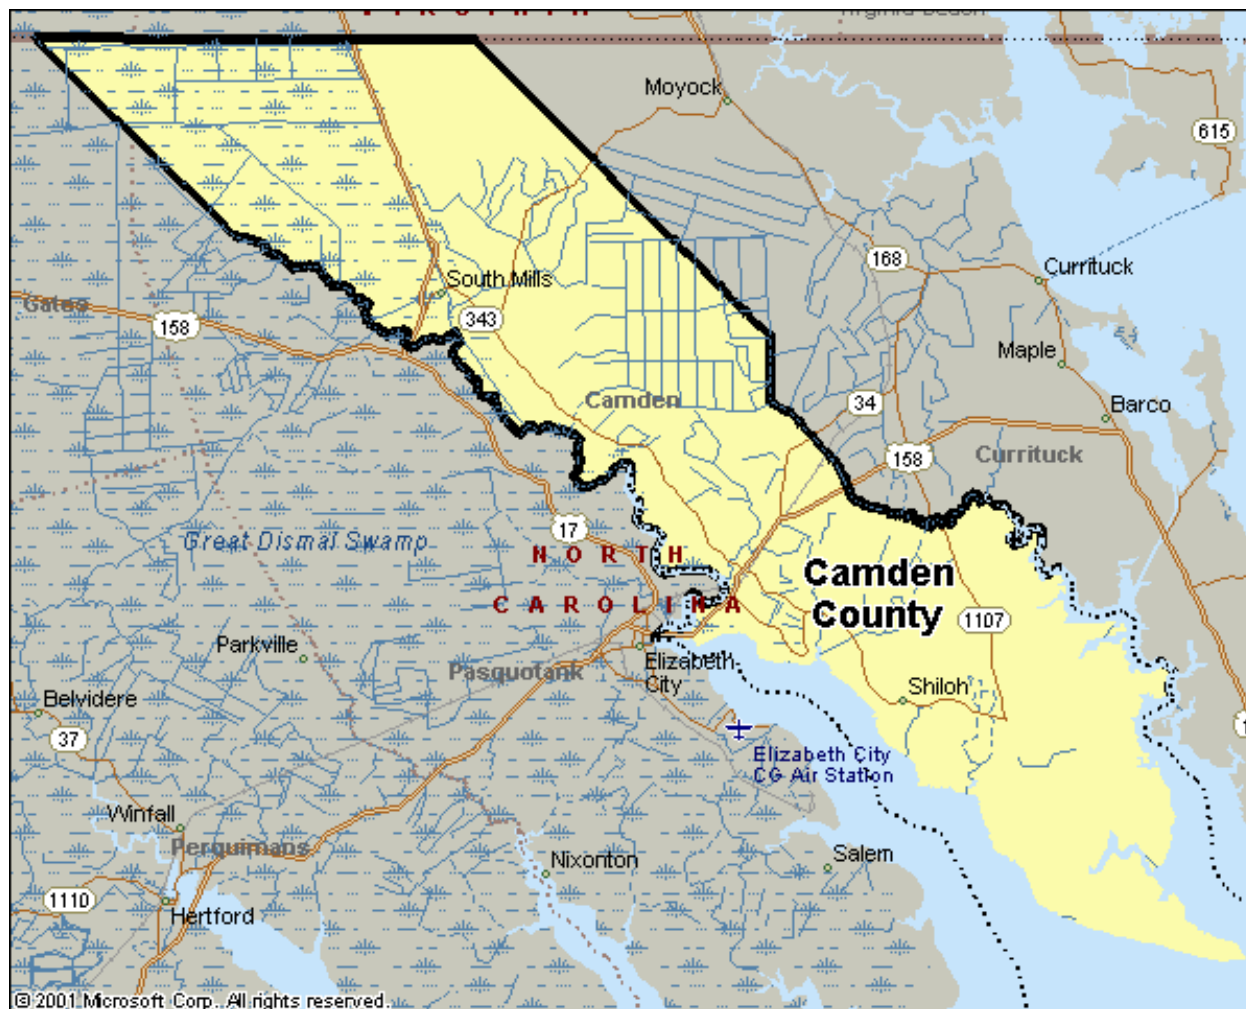 Virginia Beach
Moyock
615
168
Currituck
South Mills
Gates
158
343
Maple
Camden
34
Barco
158
Currituck
17
Great Dismal Swamp
NORTH
CAROLINA
Camden
County
1107
Parkville
Elizabeth
City
Pasquotank
Shiloh
Belvidere
37
Elizabeth City
CG Air Station
Winfall
Perquimans
Nixonton
Salem
1110
Hertford
© 2001 Microsoft Corp. All rights reserved.